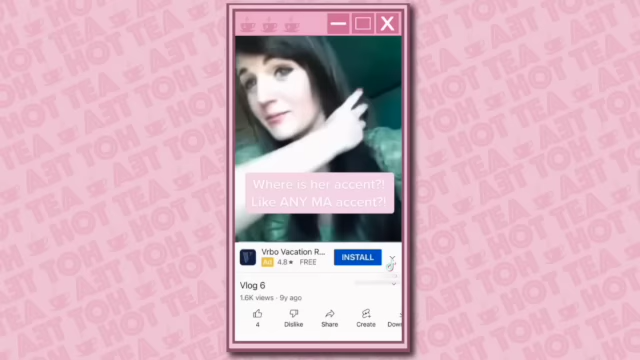 Where is her accent?!
Like ANY MA accent?!
Vrbo Vacation R...
INSTALL
Ad 4.8★ FREE
Vlog 6
1.6K views · 9y ago
4
Dislike
Share
Create
HOT TEA